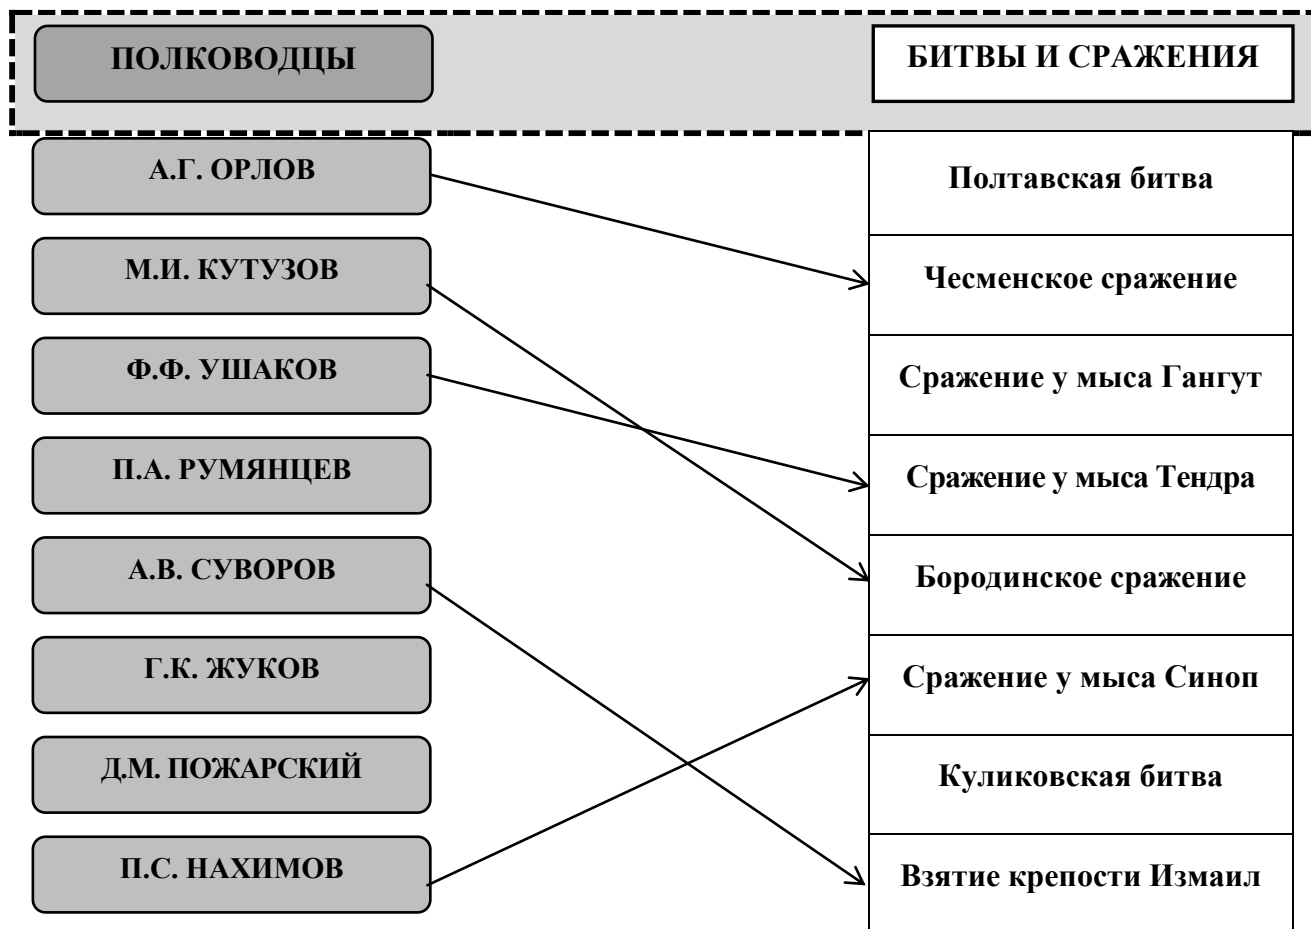 ПОЛКОВОДЦЫ
БИТВЫ И СРАЖЕНИЯ
А.Г. ОРЛОВ
Полтавская битва
М.И. КУТУЗОВ
Чесменское сражение
Ф.Ф. УШАКОВ
Сражение у мыса Гангут
П.А. РУМЯНЦЕВ
Сражение у мыса Тендра
А.В. СУВОРОВ
Бородинское сражение
Г.К. ЖУКОВ
Сражение у мыса Синоп
Д.М. ПОЖАРСКИЙ
Куликовская битва
П.С. НАХИМОВ
Взятие крепости Измаил